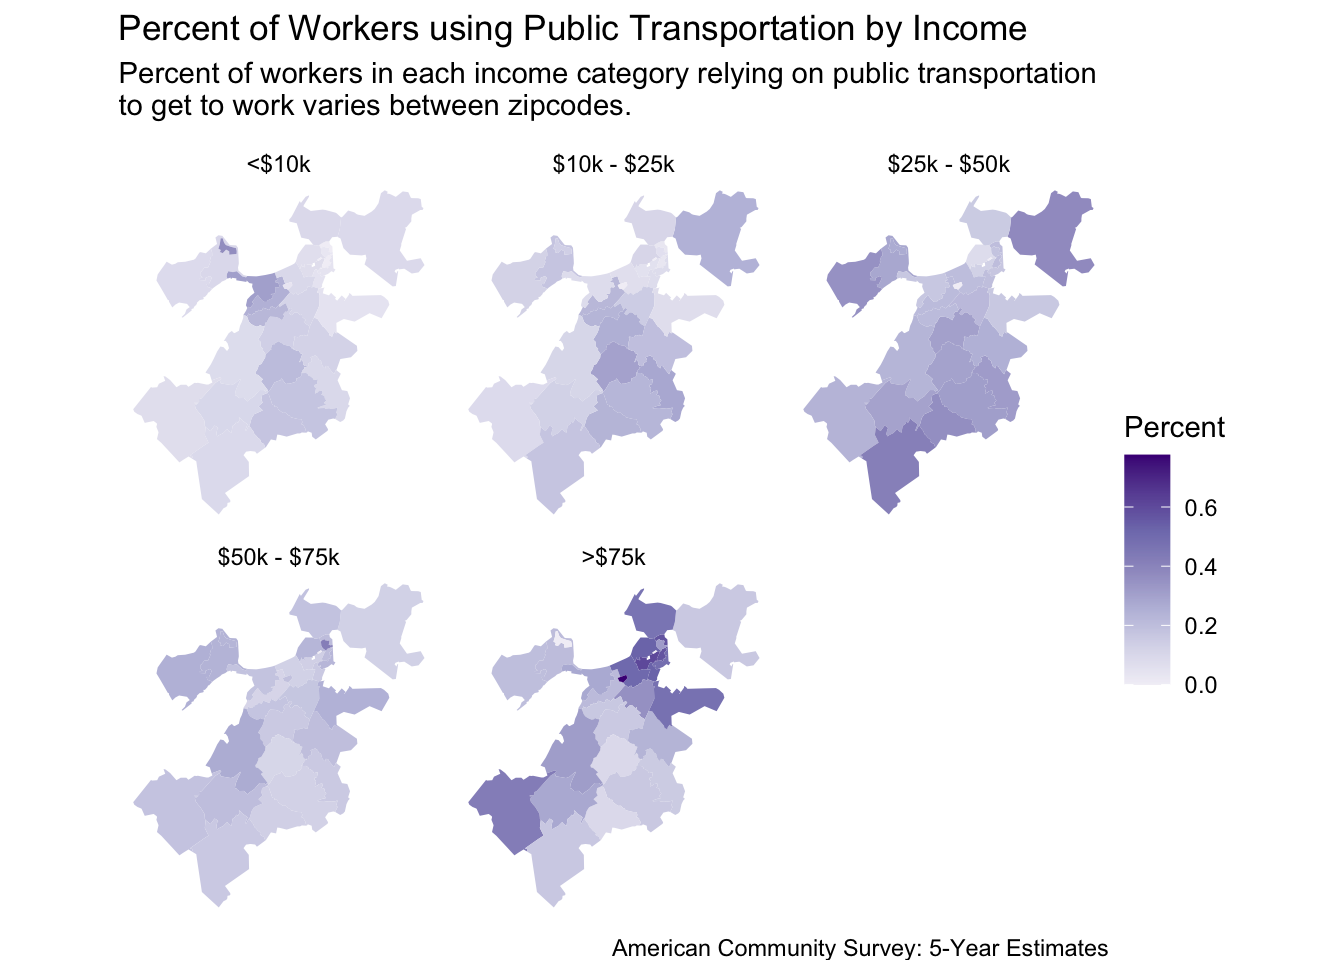 Percent of Workers using Public Transportation by Income
Percent of workers in each income category relying on public transportation
to get to work varies between zipcodes.
<$10k
$10k - $25k
$25k - $50k
$50k - $75k
>$75k
Percent
0.6
0.4
0.2
0.0
American Community Survey: 5-Year Estimates